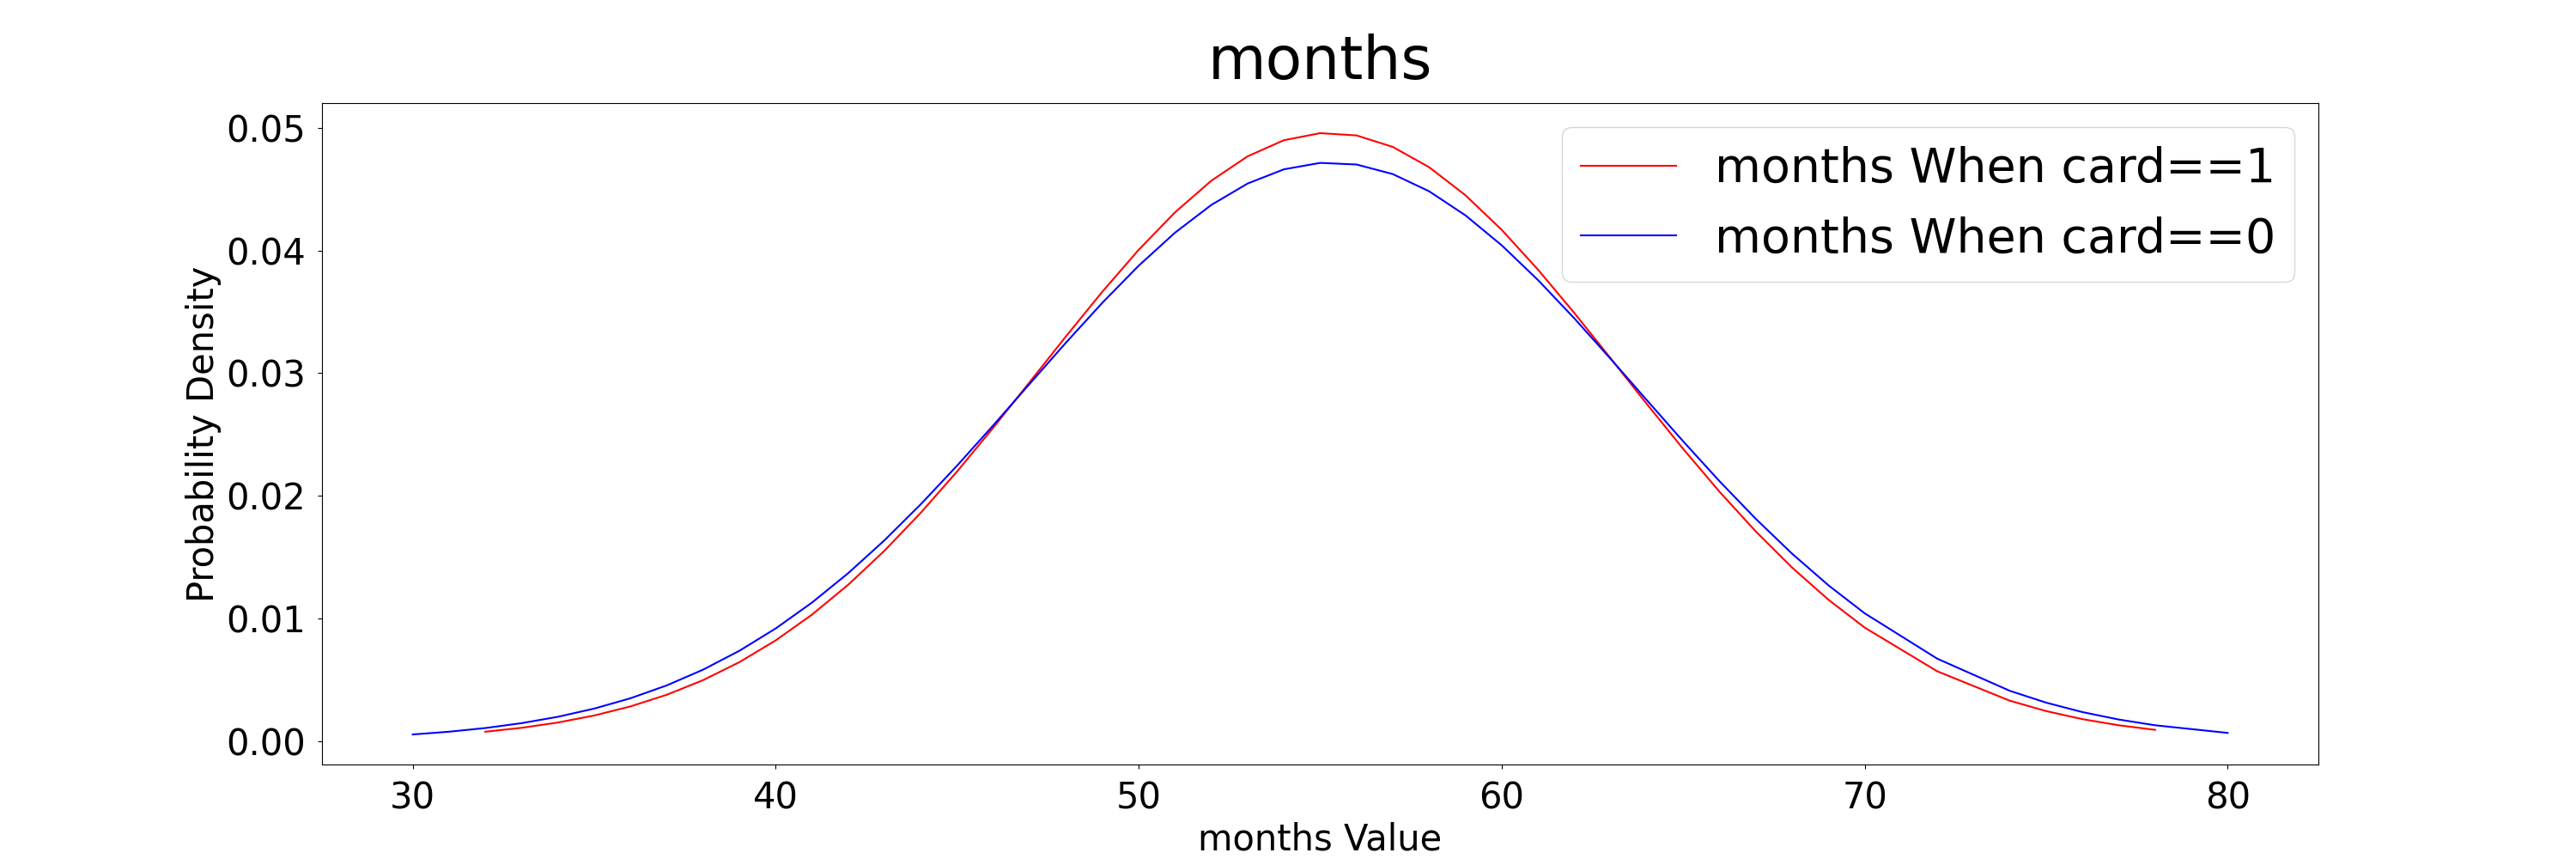 months
months When card==1
months When card==0
Probability Density
0.05
0.04
0.03
0.02
0.01
0.00
30 40 50 60 70 80
months Value